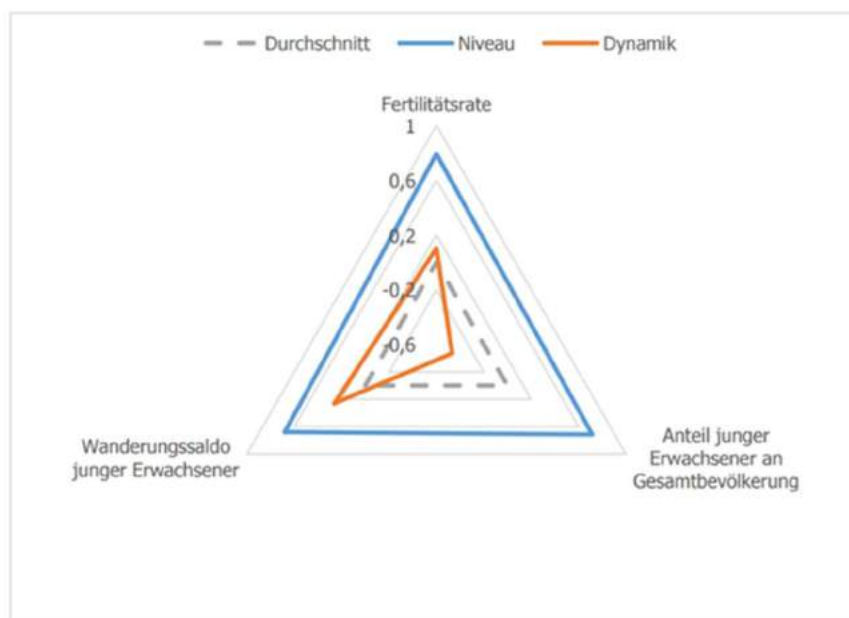 Durchschnitt Niveau Dynamik
Fertilitätsrate
1
0,6
0,2
-0,2
-0,6
Wanderungssaldo
junger Erwachsener
Anteil junger
Erwachsener an
Gesamtbevölkerung